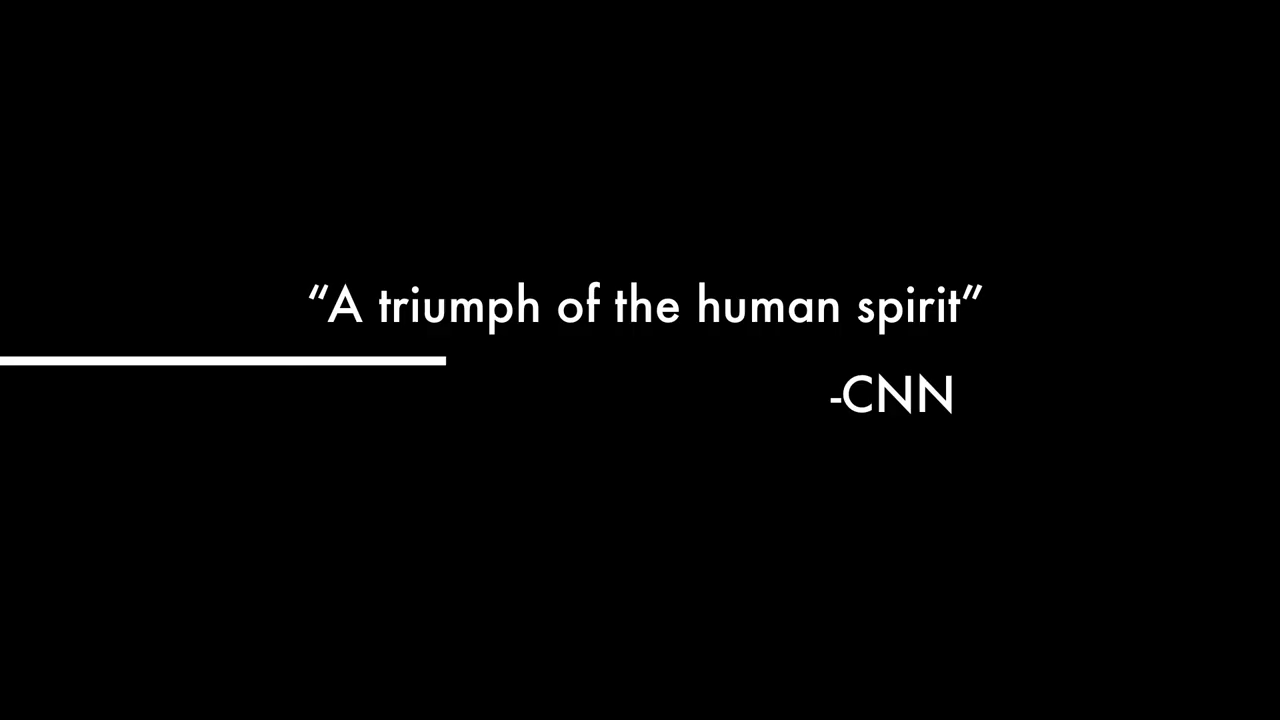 “A triumph of the human spirit”
-CNN